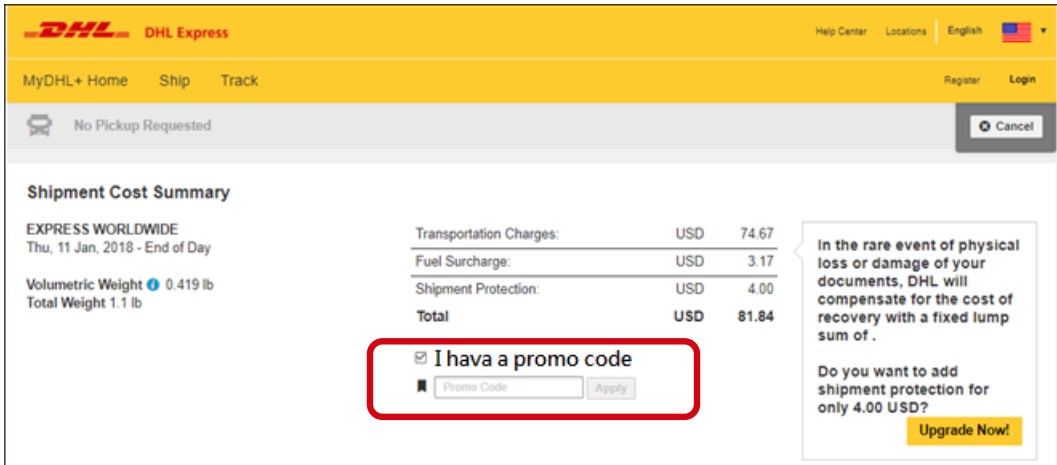 DHL DHL Express
Help Center Locations English
MyDHL+ Home Ship Track
Register Login
No Pickup Requested
Cancel
Shipment Cost Summary
EXPRESS WORLDWIDE
Thu, 11 Jan, 2018 - End of Day
Volumetric Weight 0.419 lb
Total Weight 1.1 lb
Transportation Charges: USD 74.67
Fuel Surcharge: USD 3.17
Shipment Protection: USD 4.00
Total USD 81.84
I hava a promo code
Promo Code Apply
In the rare event of physical
loss or damage of your
documents, DHL will
compensate for the cost of
recovery with a fixed lump
sum of .
Do you want to add
shipment protection for
only 4.00 USD?
Upgrade Now!